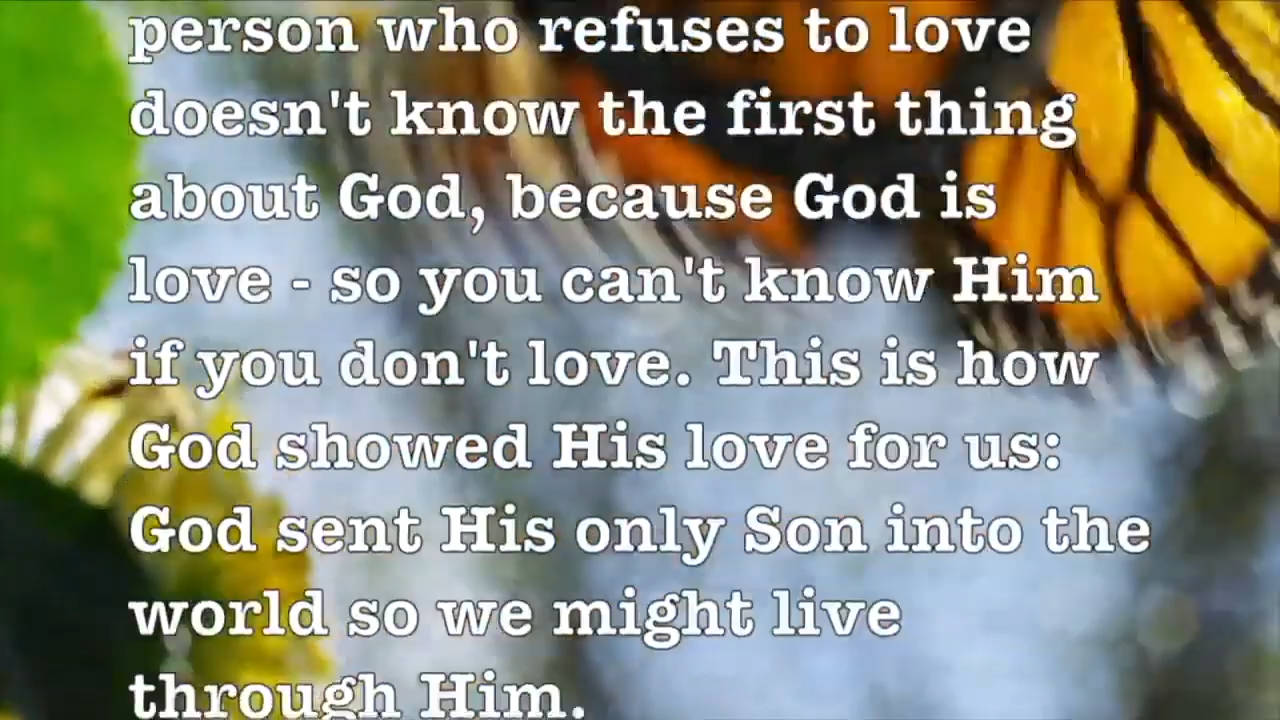 person who refuses to love
doesn't know the first thing
about God, because God is
love - so you can't know Him
if you don't love. This is how
God showed His love for us:
God sent His only Son into the
world so we might live
through Him.